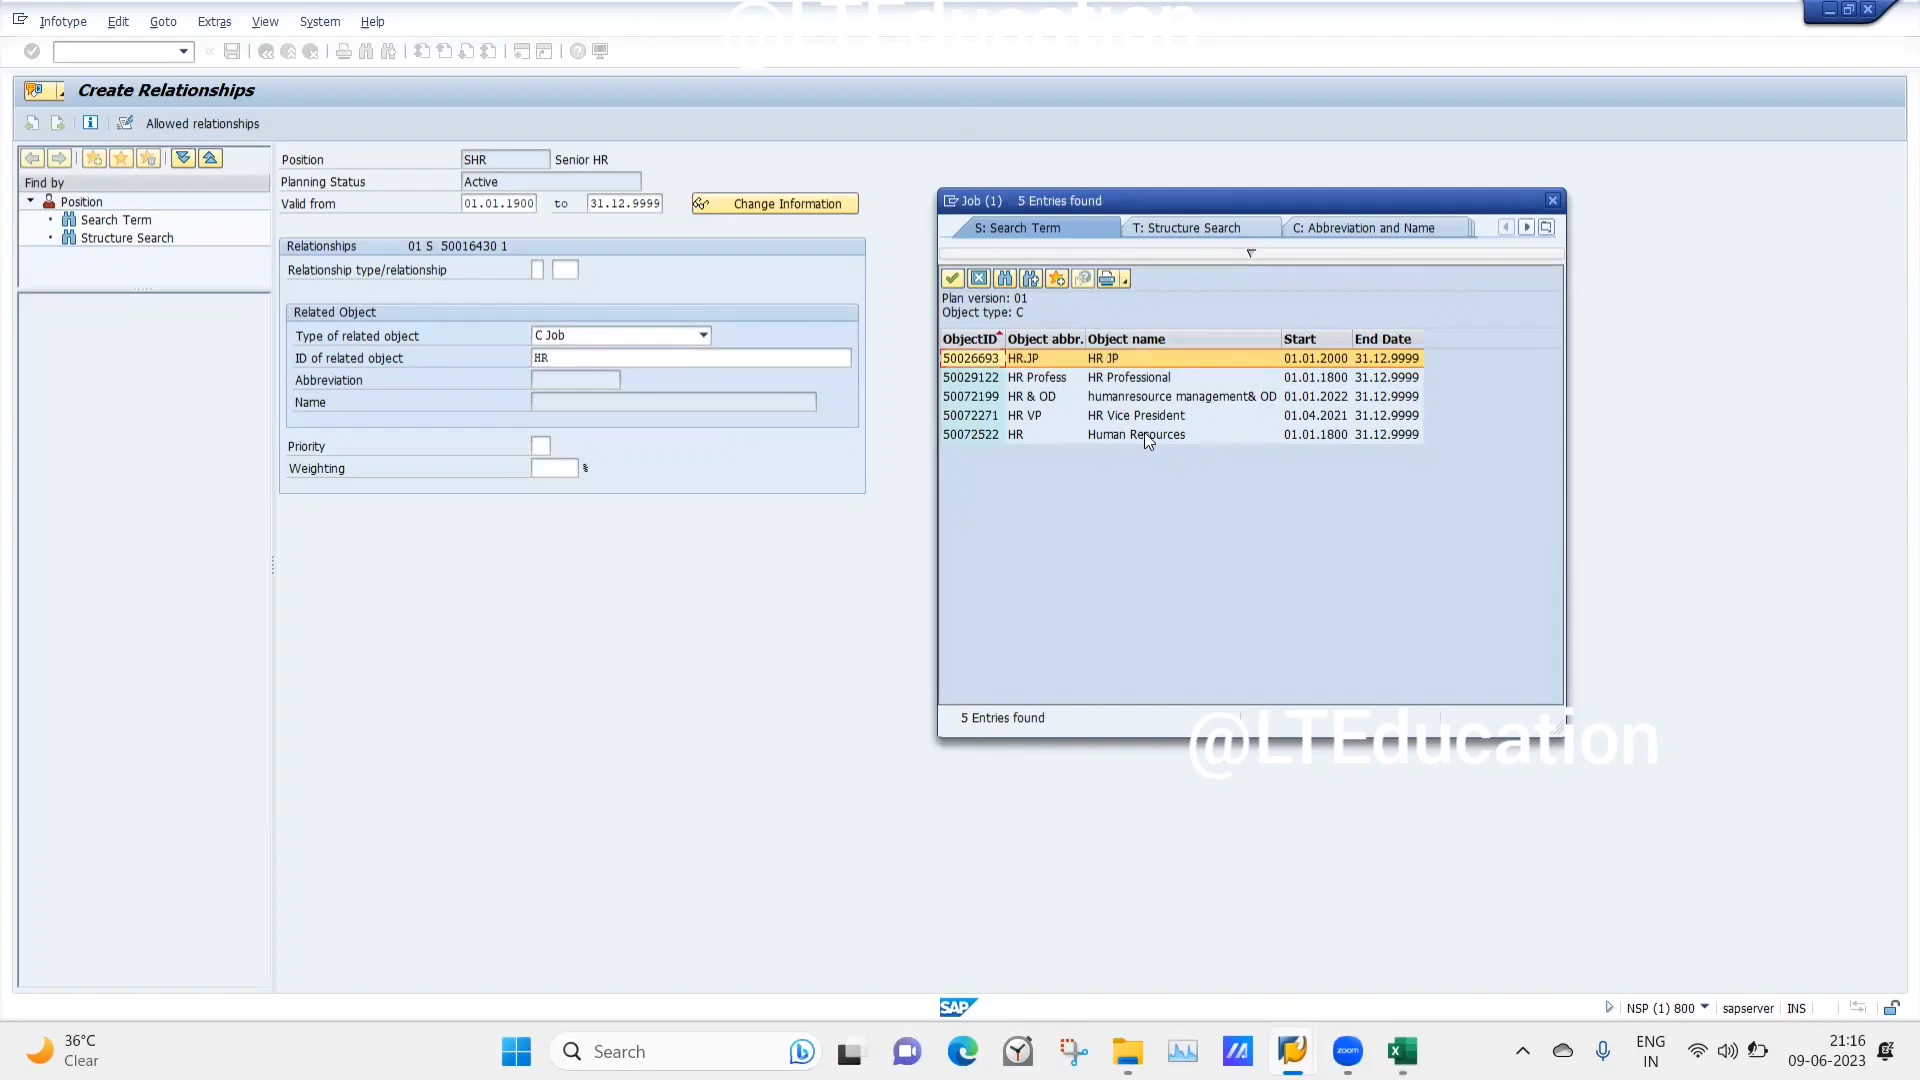 Infotype Edit Goto Extras View System Help
@LTEducation
Create Relationships
Allowed relationships
Find by
Position
Search Term
Structure Search
Position SHR Senior HR
Planning Status Active
Valid from 01.01.1900 to 31.12.9999 Change Information
Relationships 01 S 50016430 1
Relationship type/relationship
Related Object
Type of related object C Job
ID of related object HR
Abbreviation
Name
Priority
Weighting %
Job (1) 5 Entries found
S: Search Term T: Structure Search C: Abbreviation and Name
Plan version: 01
Object type: C
ObjectID Object abbr. Object name Start End Date
50026693 HR.JP HR JP 01.01.2000 31.12.9999
50029122 HR Profess HR Professional 01.01.1800 31.12.9999
50072199 HR & OD humanresource management& OD 01.01.2022 31.12.9999
50072271 HR VP HR Vice President 01.04.2021 31.12.9999
50072522 HR Human Resources 01.01.1800 31.12.9999
5 Entries found
@LTEducation
SAP
NSP (1) 800 sapserver INS
36°C
Clear
Search
zoom
ENG
IN
21:16
09-06-2023